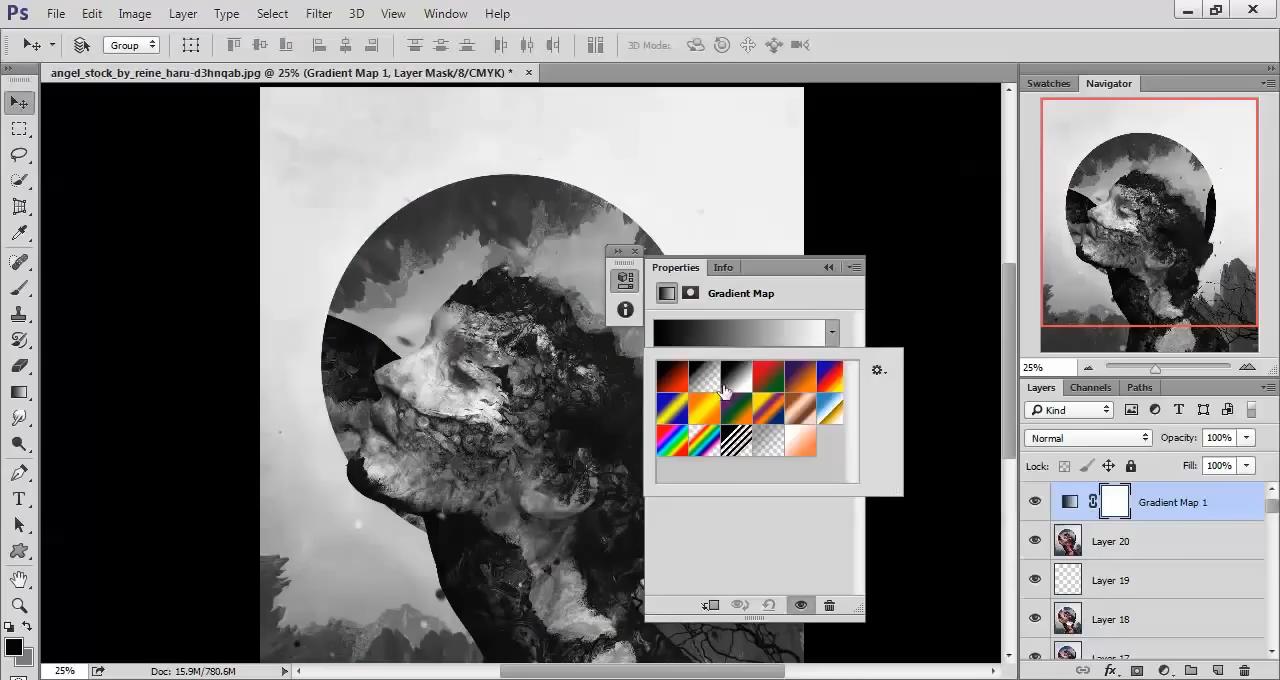 Ps File Edit Image Layer Type Select Filter 3D View Window Help
Group 3D Mode:
angel_stock_by_reine_haru-d3hnqab.jpg @ 25% (Gradient Map 1, Layer Mask/8/CMYK) *
Swatches Navigator
Properties Info
Gradient Map
25%
Layers Channels Paths
Kind
Normal Opacity: 100%
Lock: Fill: 100%
Gradient Map 1
Layer 20
Layer 19
Layer 18
Layer 17
25% Doc: 15.9M/780.6M